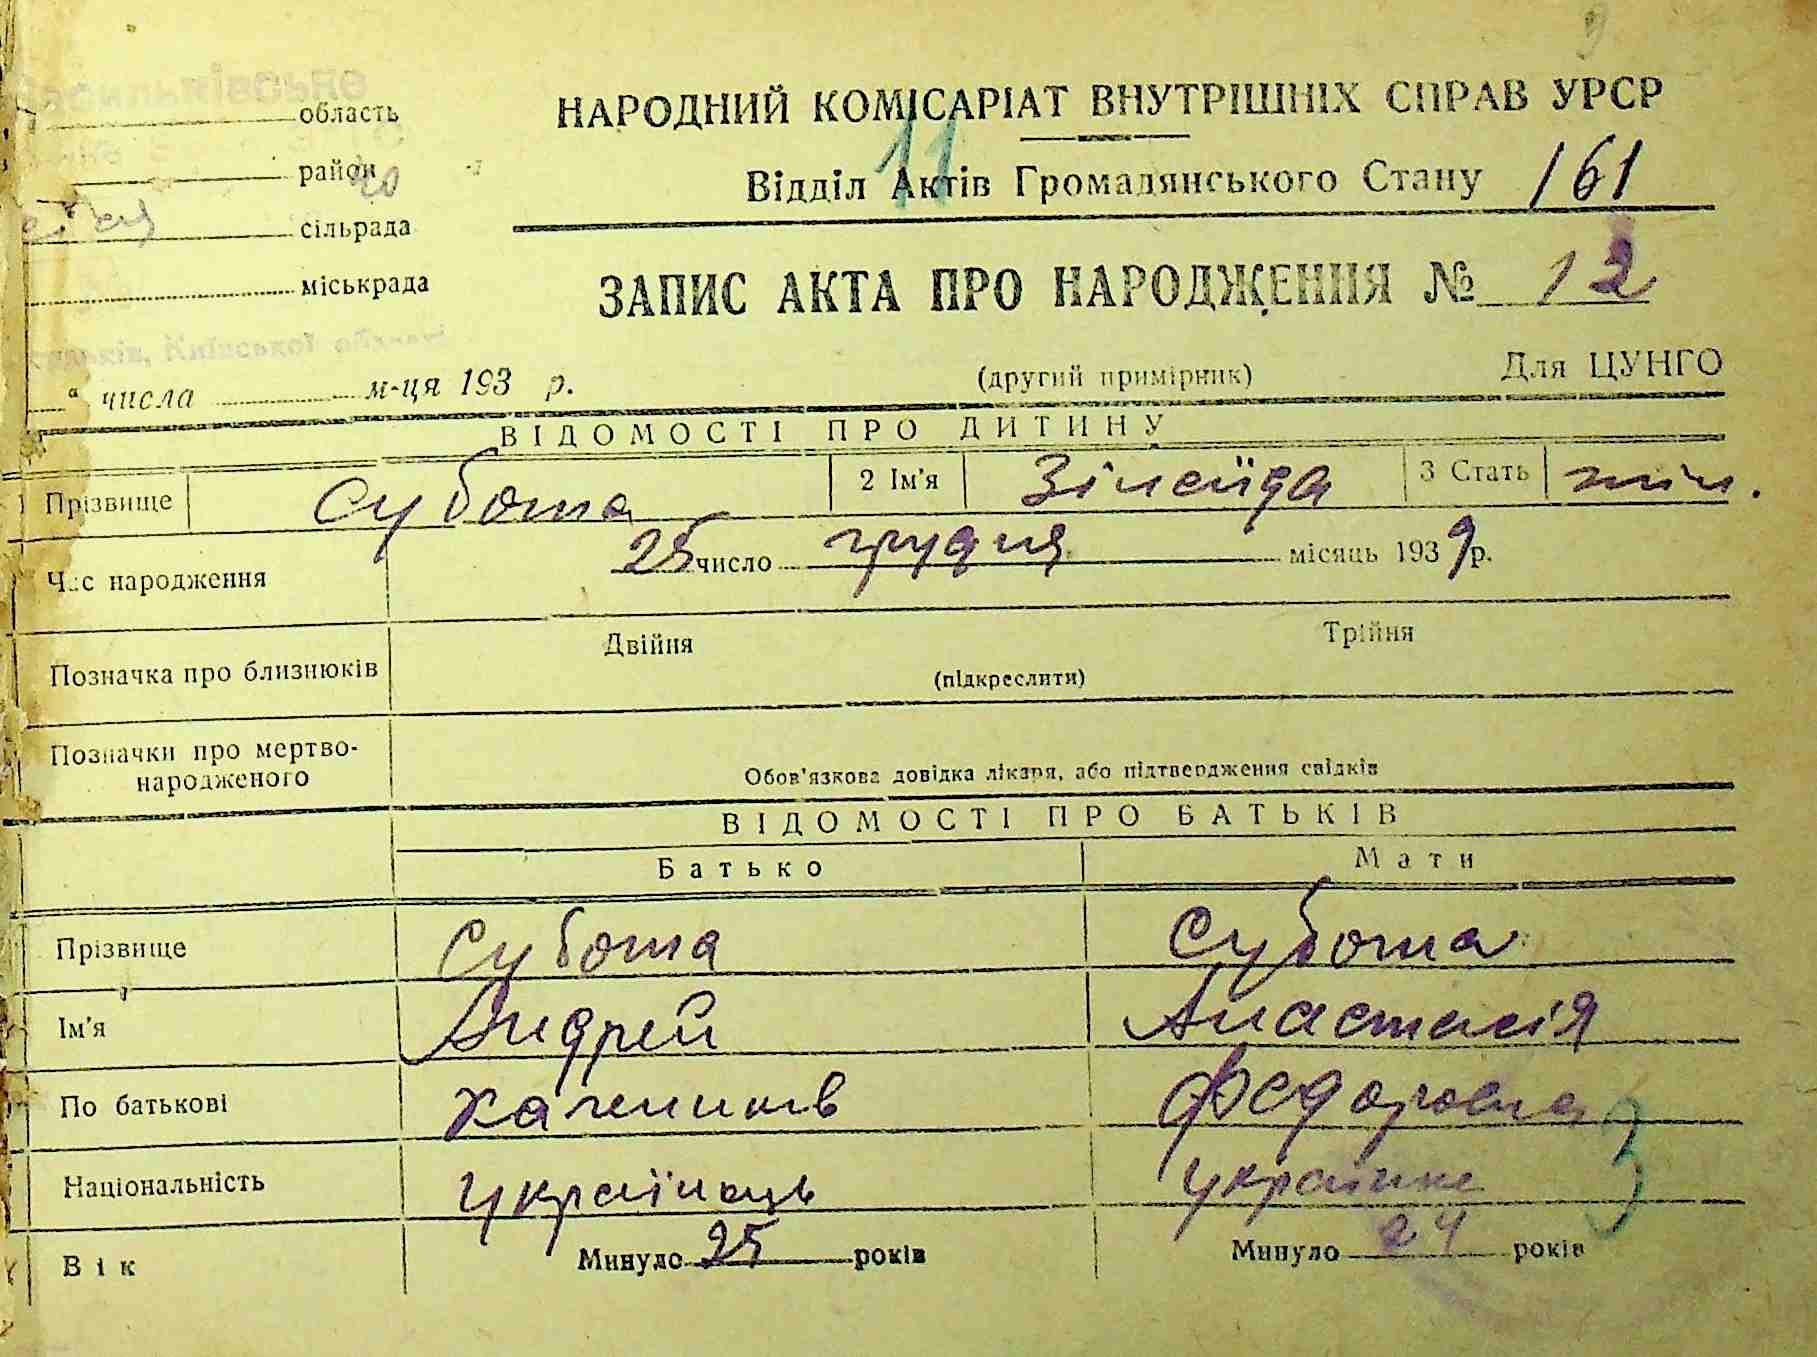 область
район
сільрада
міськрада
НАРОДНИЙ КОМІСАРІАТ ВНУТРІШНІХ СПРАВ УРСР
11
Відділ Актів Громадянського Стану 161
ЗАПИС АКТА ПРО НАРОДЖЕННЯ № 12
Київської
“ числа м-ця 193 р.
(другий примірник)
Для ЦУНГО
ВІДОМОСТІ ПРО ДИТИНУ
1 Прізвище Субота 2 Ім'я Зінаїда 3 Стать жін.
Час народження 25 число грудня місяць 1939 р.
Позначка про близнюків Двійня Трійня
(підкреслити)
Позначки про мертво-
народженого
Обов'язкова довідка лікаря, або підтвердження свідків
ВІДОМОСТІ ПРО БАТЬКІВ
Батько Мати
Прізвище Субота Субота
Ім'я Андрей Анастасія
По батькові Федоровна
Національність українець українка
Вік Минуло 25 років Минуло 24 років